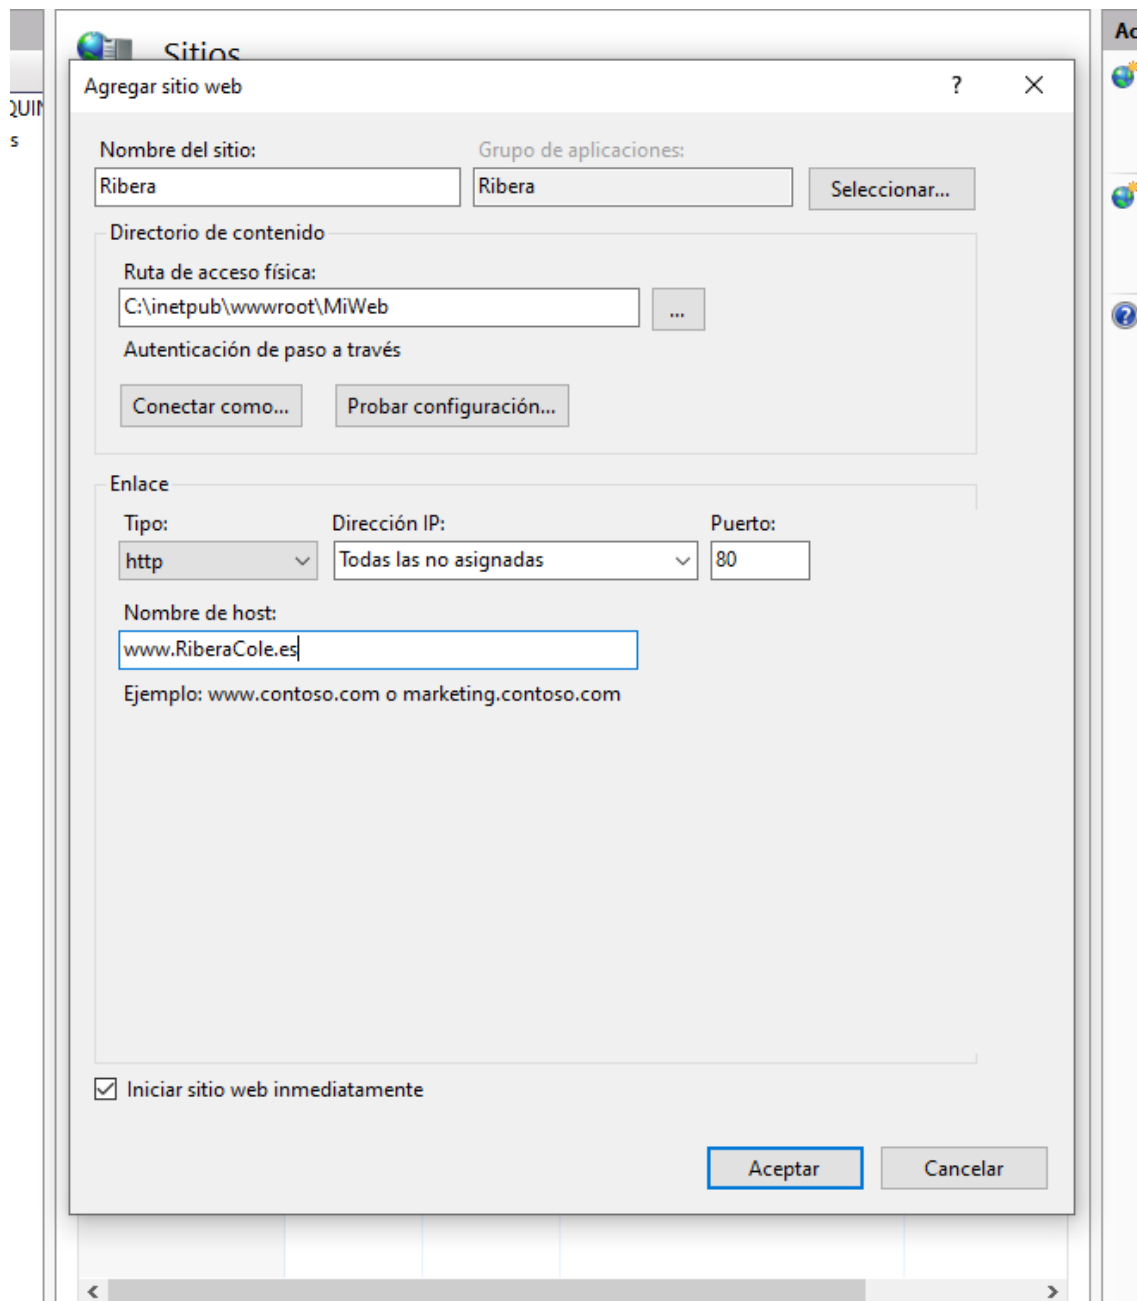 Ac
Sitios
Agregar sitio web ?
QUIN
s
Nombre del sitio: Grupo de aplicaciones:
Ribera Ribera Seleccionar...
Directorio de contenido
Ruta de acceso física:
C:\inetpub\wwwroot\MiWeb ...
Autenticación de paso a través
Conectar como... Probar configuración...
Enlace
Tipo: Dirección IP: Puerto:
http Todas las no asignadas 80
Nombre de host:
www.RiberaCole.es
Ejemplo: www.contoso.com o marketing.contoso.com
Iniciar sitio web inmediatamente
Aceptar Cancelar